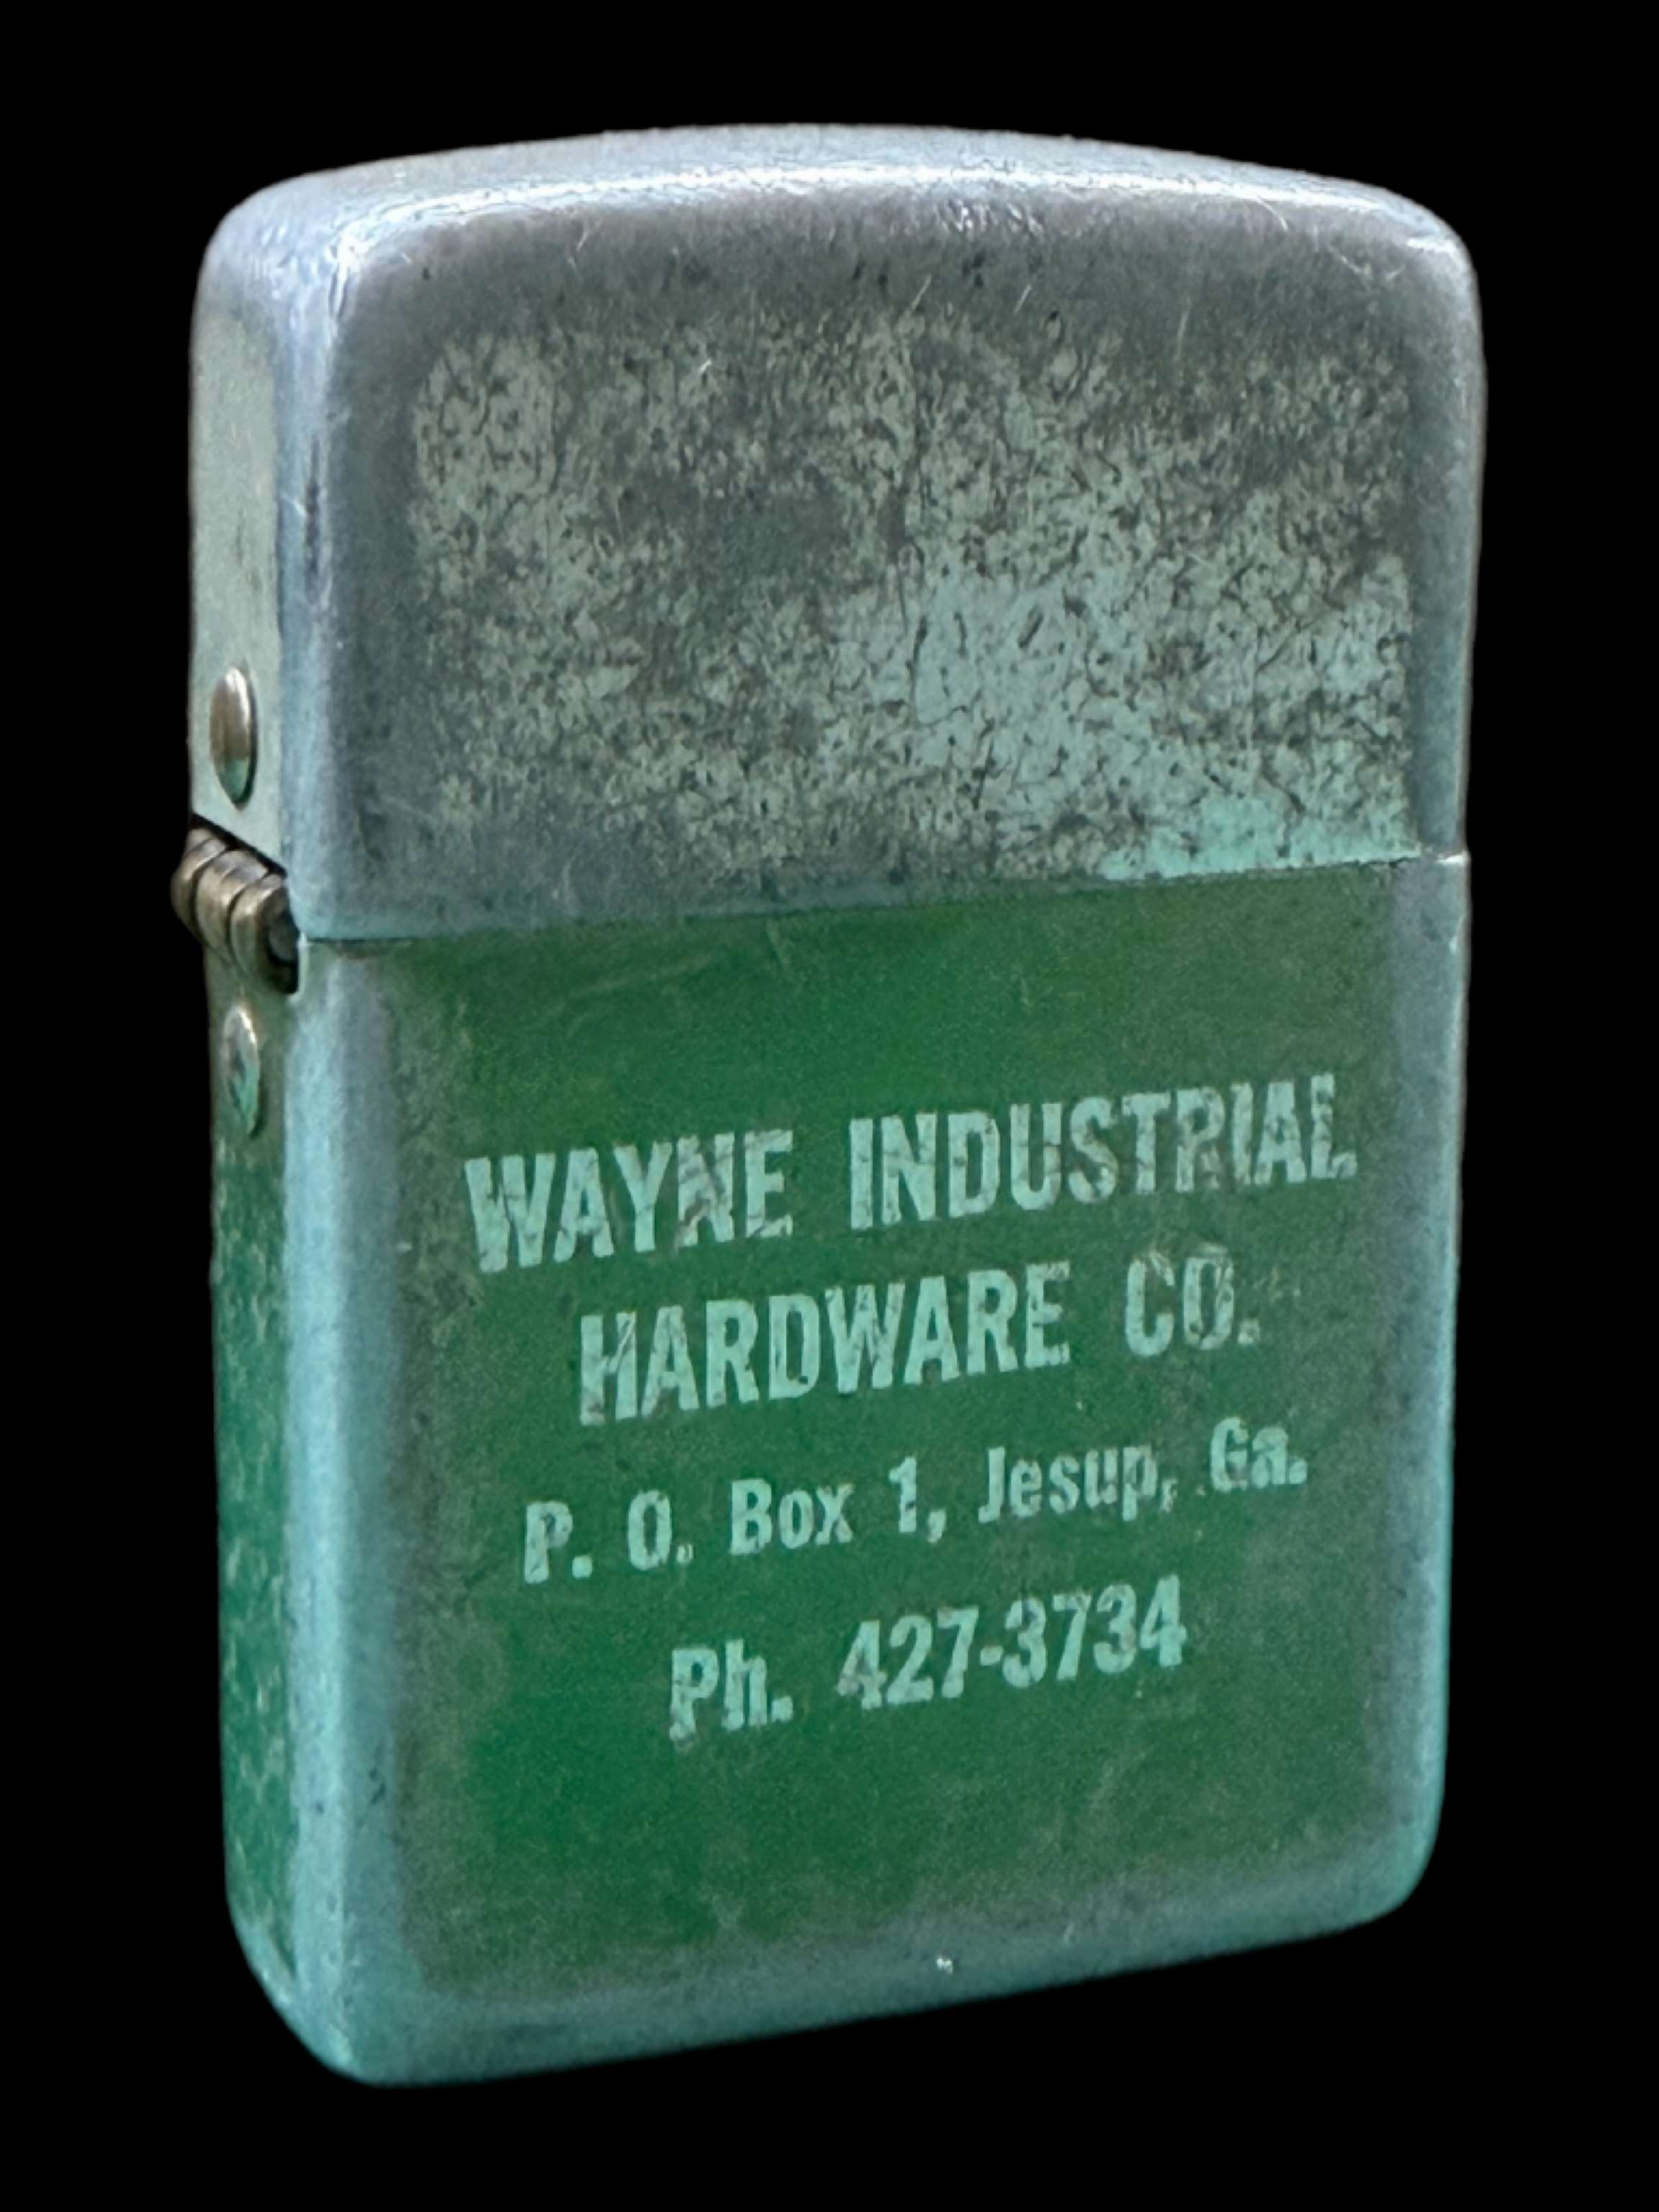 WAYNE INDUSTRIAL
HARDWARE CO.
P. O. Box 1, Jesup, Ga.
Ph. 427-3734